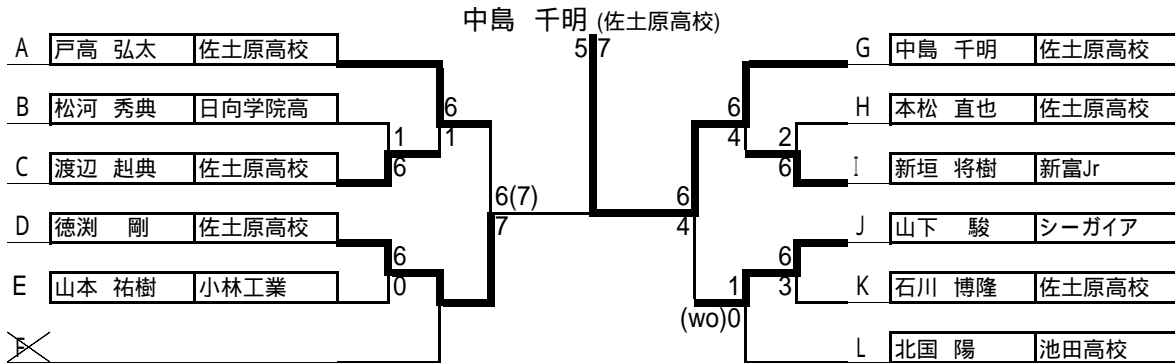 中島 千明 (佐土原高校)
5 7
A 戸高 弘太 佐土原高校
G 中島 千明 佐土原高校
B 松河 秀典 日向学院高
6
1
6
4
H 本松 直也 佐土原高校
1
6
2
6
C 渡辺 赳典 佐土原高校
I 新垣 将樹 新富Jr
6(7)
7
6
4
D 徳渕 剛 佐土原高校
J 山下 駿 シーガイア
6
0
6
3
E 山本 祐樹 小林工業
K 石川 博隆 佐土原高校
1
(wo)0
F
L 北国 陽 池田高校